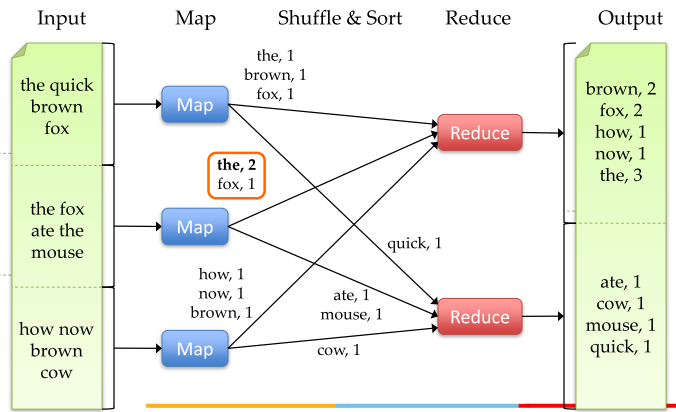 Input
Map
Shuffle & Sort
Reduce
Output
the quick
brown
fox
the fox
ate the
mouse
how now
brown
cow
Map
Map
Map
the, 1
brown, 1
fox, 1
the, 2
fox, 1
how, 1
now, 1
brown, 1
quick, 1
ate, 1
mouse, 1
cow, 1
Reduce
Reduce
brown, 2
fox, 2
how, 1
now, 1
the, 3
ate, 1
cow, 1
mouse, 1
quick, 1